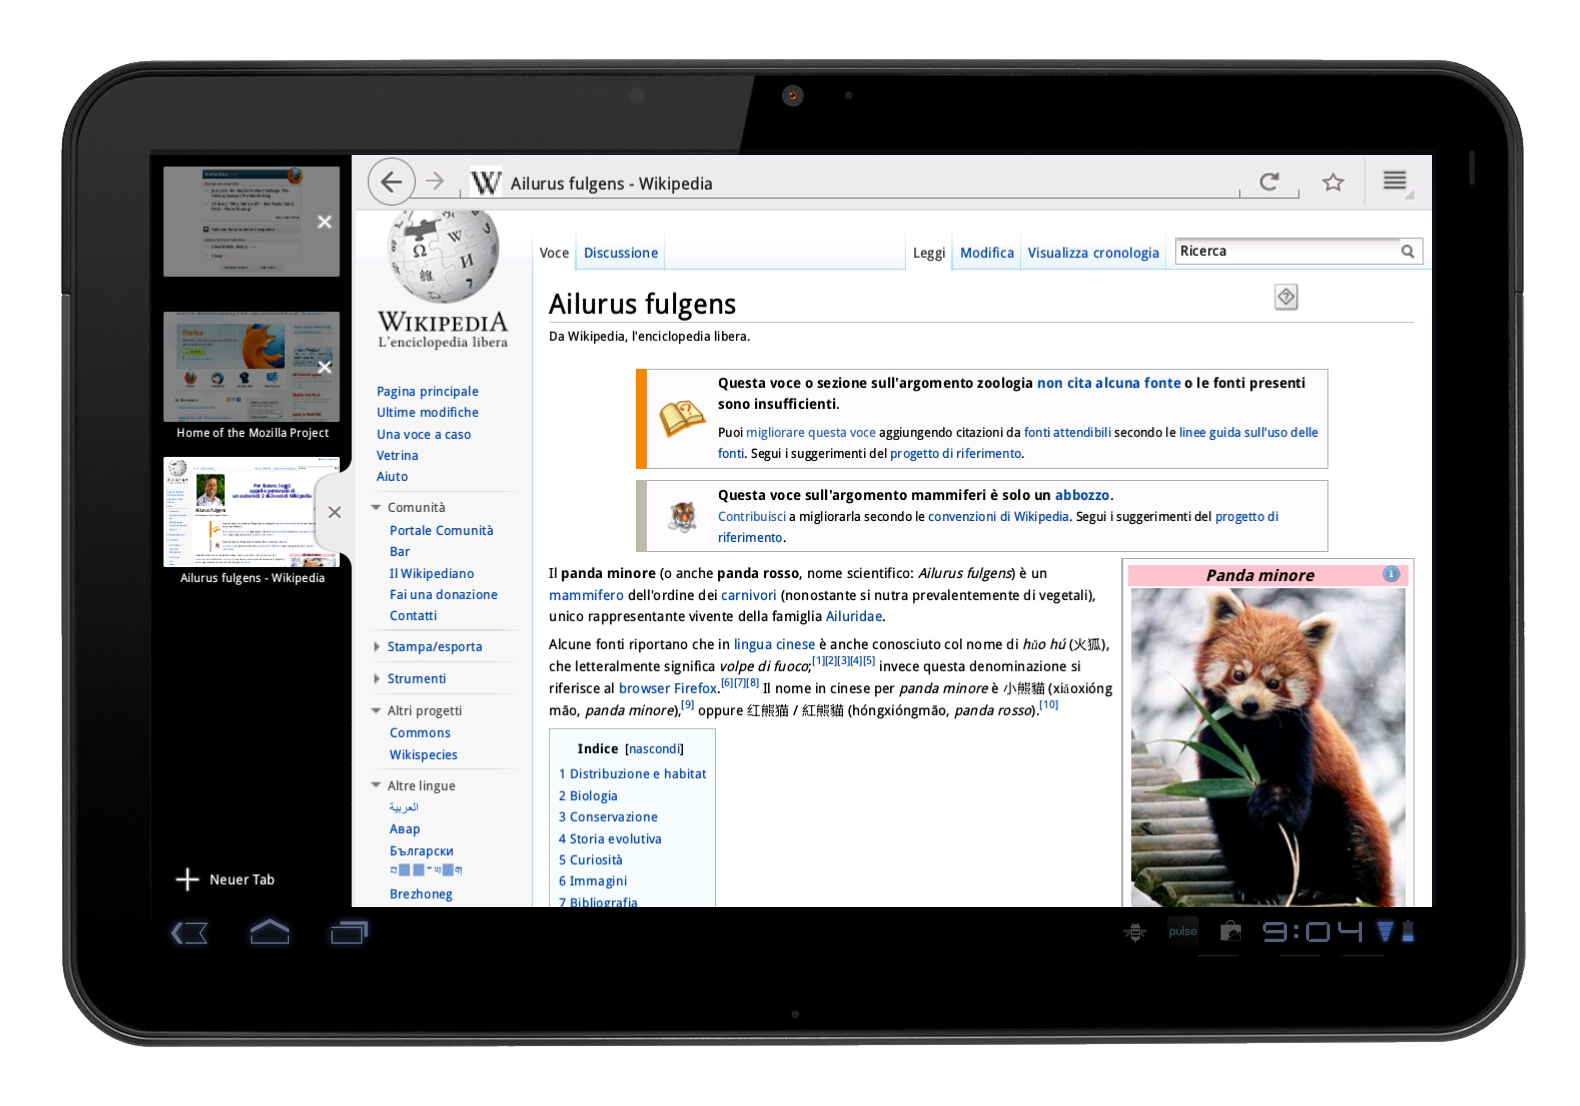 Ailurus fulgens - Wikipedia
Home of the Mozilla Project
Ailurus fulgens - Wikipedia
Neuer Tab
WIKIPEDIA
L'enciclopedia libera
Pagina principale
Ultime modifiche
Una voce a caso
Vetrina
Aiuto
Comunità
Portale Comunità
Bar
Il Wikipediano
Fai una donazione
Contatti
Stampa/esporta
Strumenti
Altri progetti
Commons
Wikispecies
Altre lingue
العربية
Авар
Български
Brezhoneg
Voce Discussione Leggi Modifica Visualizza cronologia Ricerca
Ailurus fulgens
Da Wikipedia, l'enciclopedia libera.
Questa voce o sezione sull'argomento zoologia non cita alcuna fonte o le fonti presenti
sono insufficienti.
Puoi migliorare questa voce aggiungendo citazioni da fonti attendibili secondo le linee guida sull'uso delle
fonti. Segui i suggerimenti del progetto di riferimento.
Questa voce sull'argomento mammiferi è solo un abbozzo.
Contribuisci a migliorarla secondo le convenzioni di Wikipedia. Segui i suggerimenti del progetto di
riferimento.
Il panda minore (o anche panda rosso, nome scientifico: Ailurus fulgens) è un
mammifero dell'ordine dei carnivori (nonostante si nutra prevalentemente di vegetali),
unico rappresentante vivente della famiglia Ailuridae.
Alcune fonti riportano che in lingua cinese è anche conosciuto col nome di hǔo hú (火狐),
che letteralmente significa volpe di fuoco;[1][2][3][4][5] invece questa denominazione si
riferisce al browser Firefox.[6][7][8] Il nome in cinese per panda minore è 小熊貓 (xiǎoxióng
māo, panda minore),[9] oppure 红熊猫 / 紅熊貓 (hóngxióngmāo, panda rosso).[10]
Panda minore
Indice [nascondi]
1 Distribuzione e habitat
2 Biologia
3 Conservazione
4 Storia evolutiva
5 Curiosità
6 Immagini
7 Bibliografia
pulse
9:04